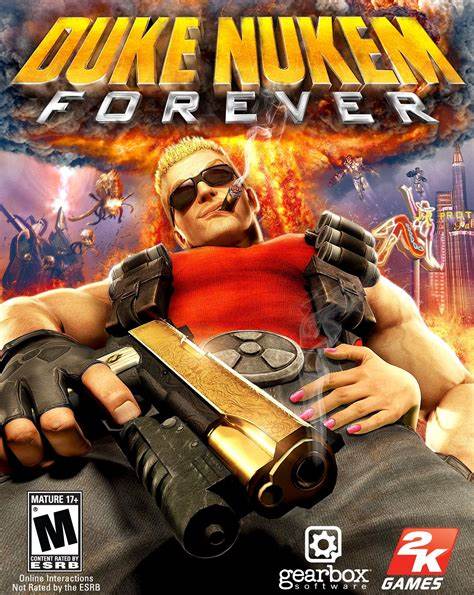 DUKE NUKEM
FOREVER
MATURE 17+
M
CONTENT RATED BY
ESRB
Online Interactions
Not Rated by the ESRB
gearbox
software
2K
GAMES